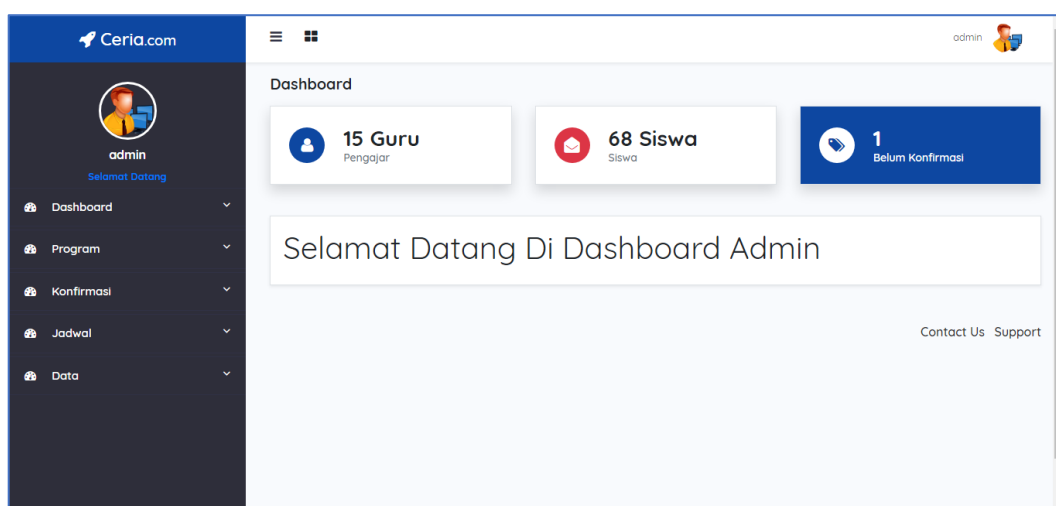 Ceria.com
admin
admin
Selamat Datang
Dashboard
Program
Konfirmasi
Jadwal
Data
Dashboard
15 Guru
Pengajar
68 Siswa
Siswa
1
Belum Konfirmasi
Selamat Datang Di Dashboard Admin
Contact Us Support